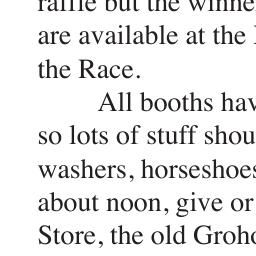 raffle but the winne
are available at the
the Race.
All booths hav
so lots of stuff shou
washers, horseshoes
about noon, give or
Store, the old Groho